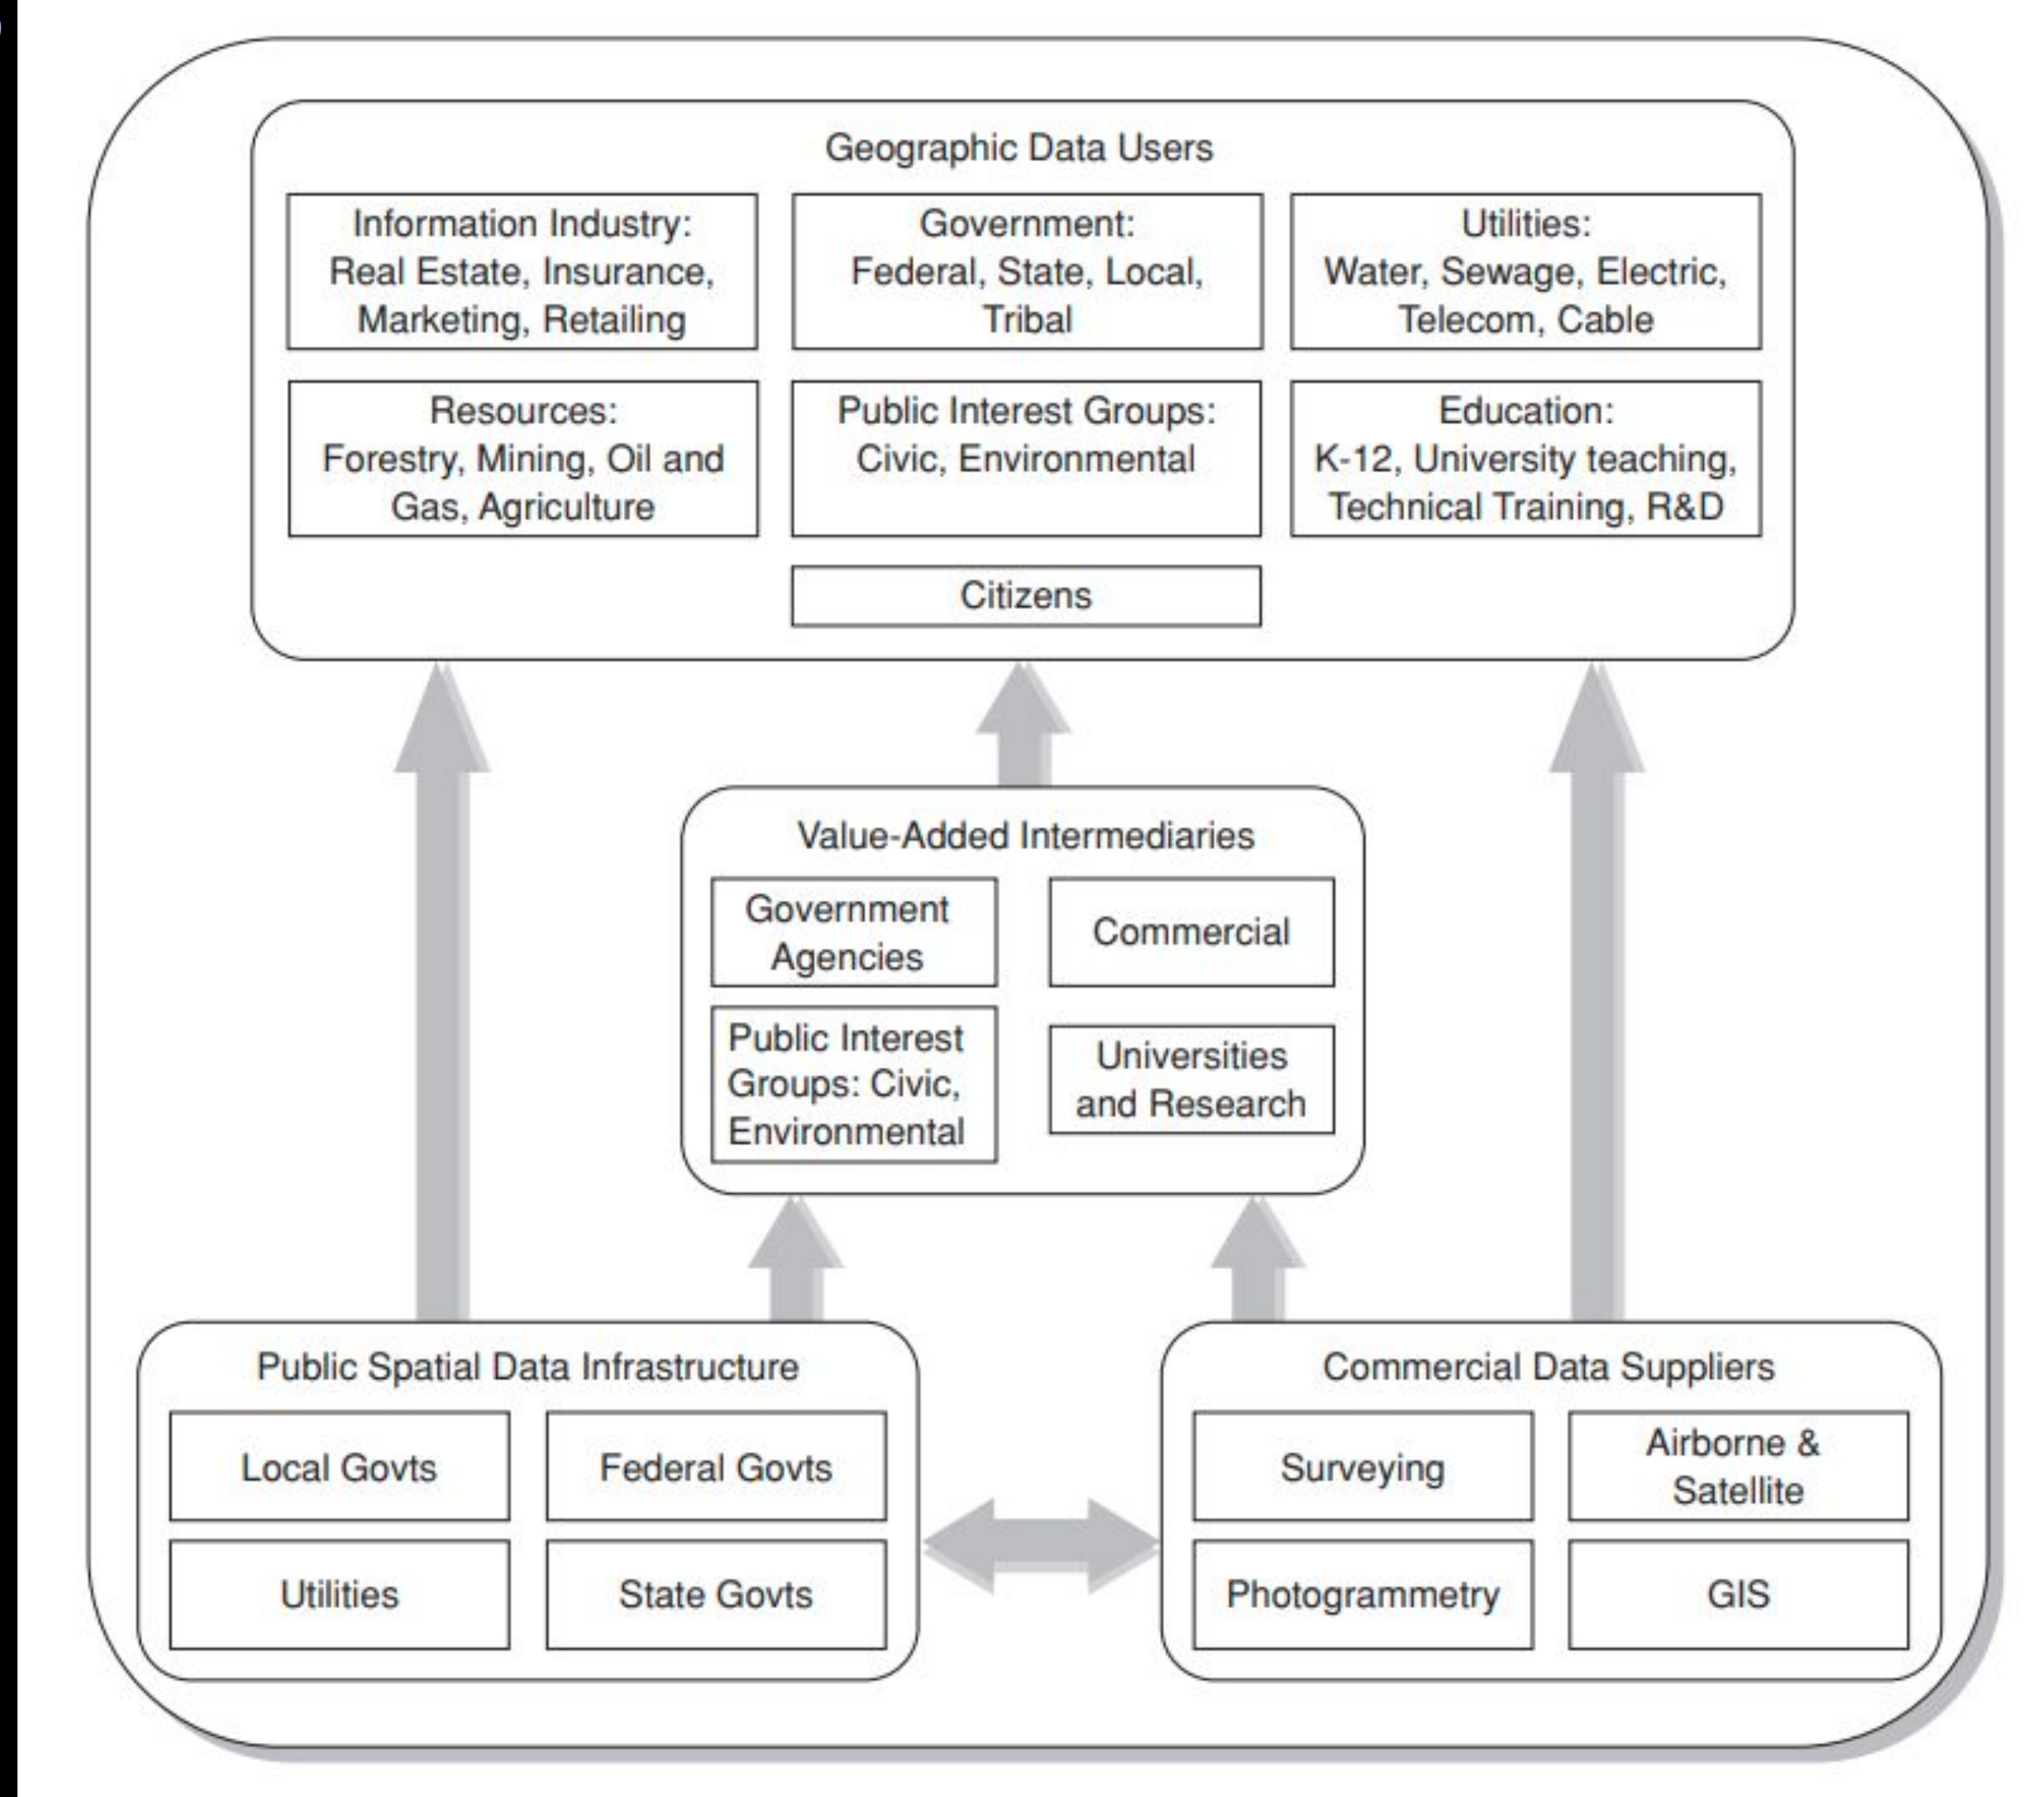 Geographic Data Users
Information Industry:
Real Estate, Insurance,
Marketing, Retailing
Government:
Federal, State, Local,
Tribal
Utilities:
Water, Sewage, Electric,
Telecom, Cable
Resources:
Forestry, Mining, Oil and
Gas, Agriculture
Public Interest Groups:
Civic, Environmental
Education:
K-12, University teaching,
Technical Training, R&D
Citizens
Value-Added Intermediaries
Government
Agencies
Commercial
Public Interest
Groups: Civic,
Environmental
Universities
and Research
Public Spatial Data Infrastructure
Local Govts
Federal Govts
Utilities
State Govts
Commercial Data Suppliers
Surveying
Airborne &
Satellite
Photogrammetry
GIS